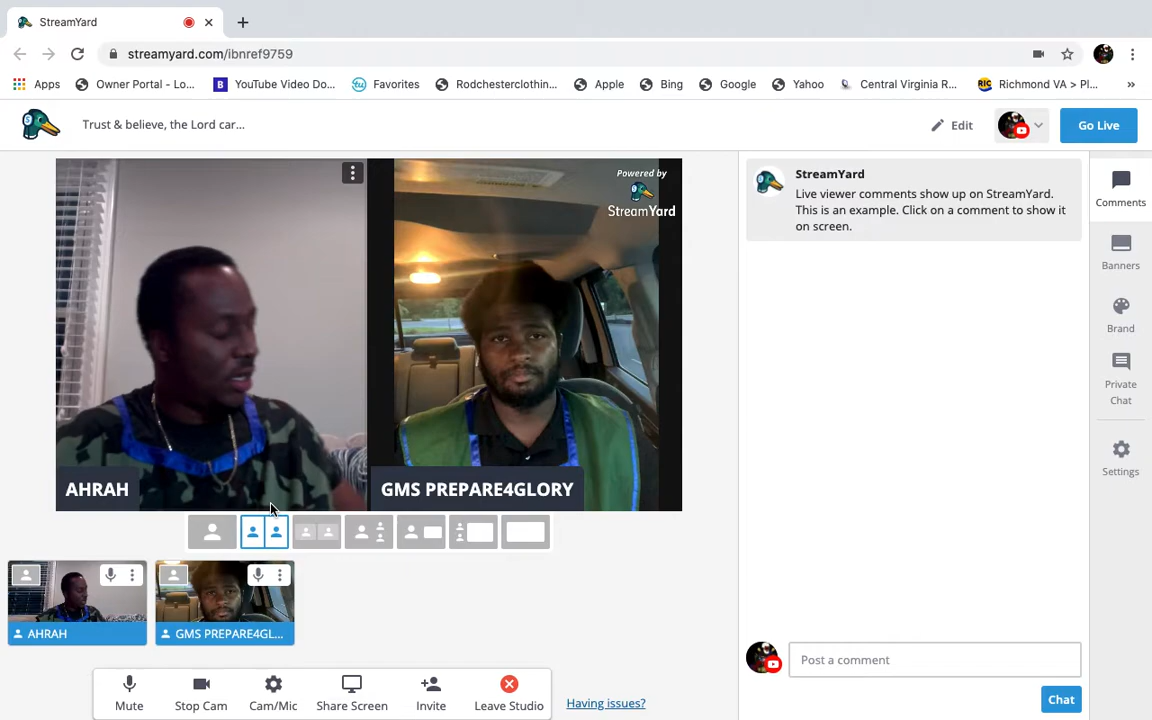 StreamYard
streamyard.com/ibnref9759
Apps
Owner Portal - Lo...
YouTube Video Do...
Favorites
Rodchesterclothin...
Apple
Bing
Google
Yahoo
Central Virginia R...
RIC
Richmond VA > Pl...
Trust & believe, the Lord car...
Edit
Go Live
Powered by
StreamYard
AHRAH
GMS PREPARE4GLORY
StreamYard
Live viewer comments show up on StreamYard.
This is an example. Click on a comment to show it
on screen.
Comments
Banners
Brand
Private
Chat
Settings
AHRAH
GMS PREPARE4GL...
Mute
Stop Cam
Cam/Mic
Share Screen
Invite
Leave Studio
Having issues?
Post a comment
Chat